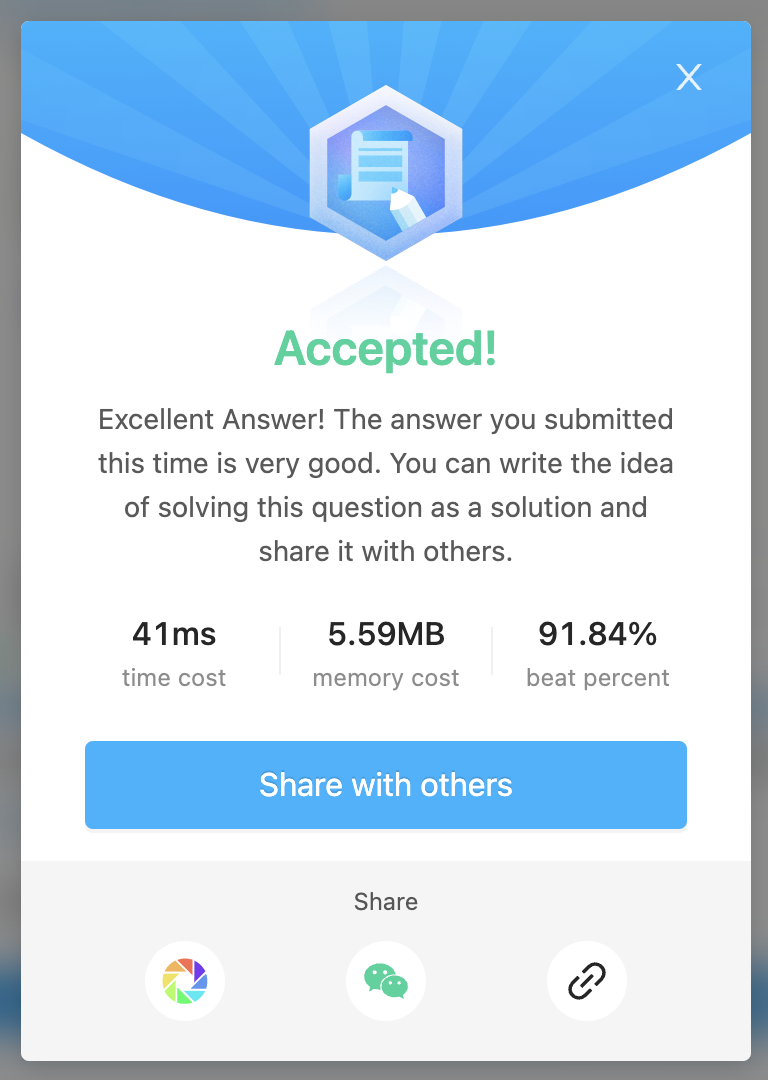 X
Accepted!
Excellent Answer! The answer you submitted
this time is very good. You can write the idea
of solving this question as a solution and
share it with others.
41ms 5.59MB 91.84%
time cost memory cost beat percent
Share with others
Share